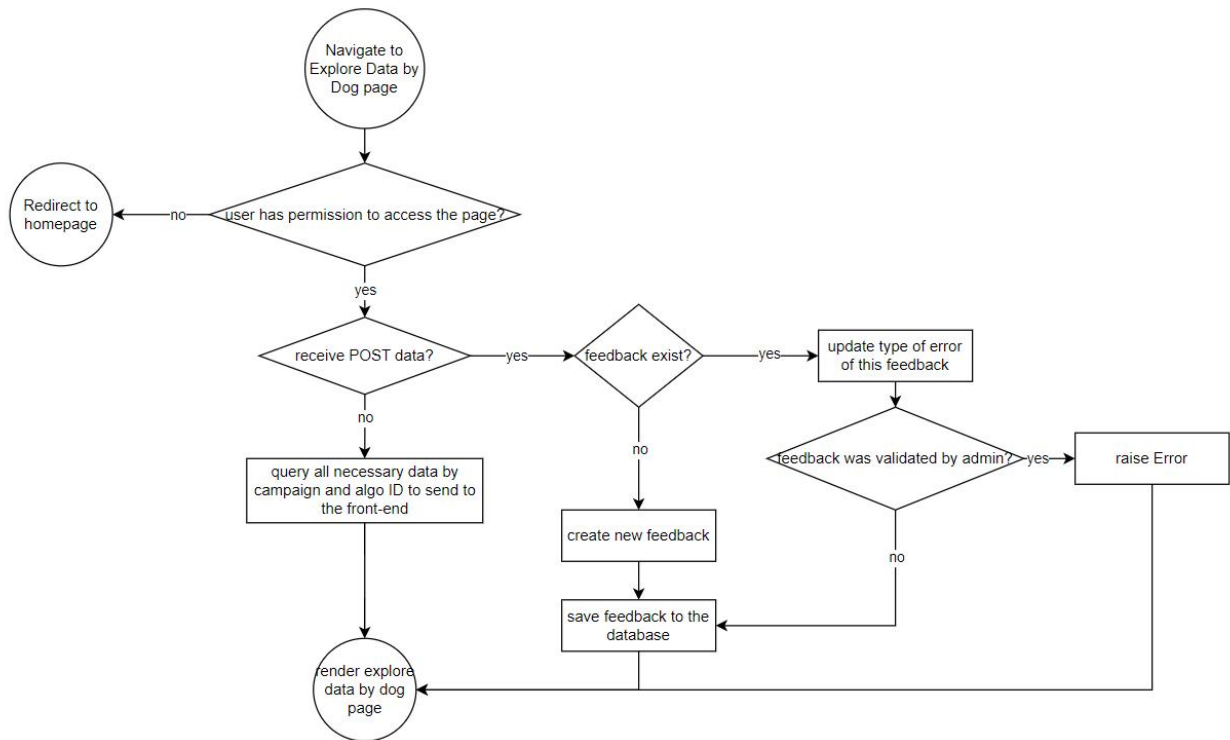 Navigate to
Explore Data by
Dog page
Redirect to
homepage
no
user has permission to access the page?
yes
receive POST data?
yes
feedback exist?
yes
update type of error
of this feedback
no
no
feedback was validated by admin?
yes
raise Error
query all necessary data by
campaign and algo ID to send to
the front-end
create new feedback
no
save feedback to the
database
render explore
data by dog
page